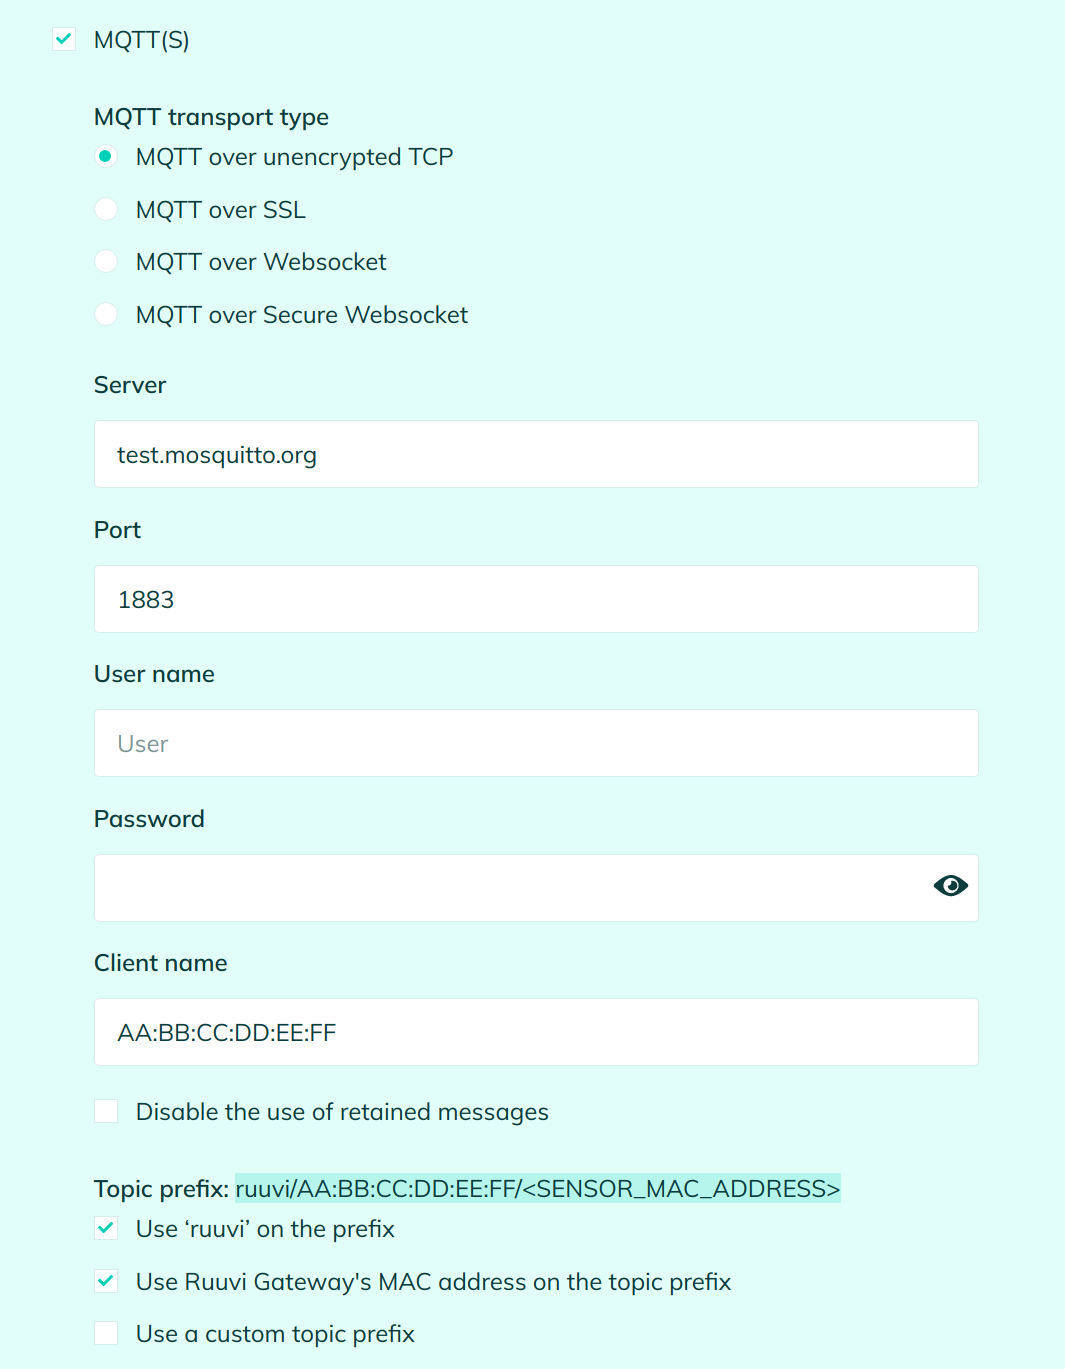 MQTT(S)
MQTT transport type
MQTT over unencrypted TCP
MQTT over SSL
MQTT over Websocket
MQTT over Secure Websocket
Server
test.mosquitto.org
Port
1883
User name
User
Password
Client name
AA:BB:CC:DD:EE:FF
Disable the use of retained messages
Topic prefix: ruuvi/AA:BB:CC:DD:EE:FF/<SENSOR_MAC_ADDRESS>
Use ‘ruuvi’ on the prefix
Use Ruuvi Gateway's MAC address on the topic prefix
Use a custom topic prefix